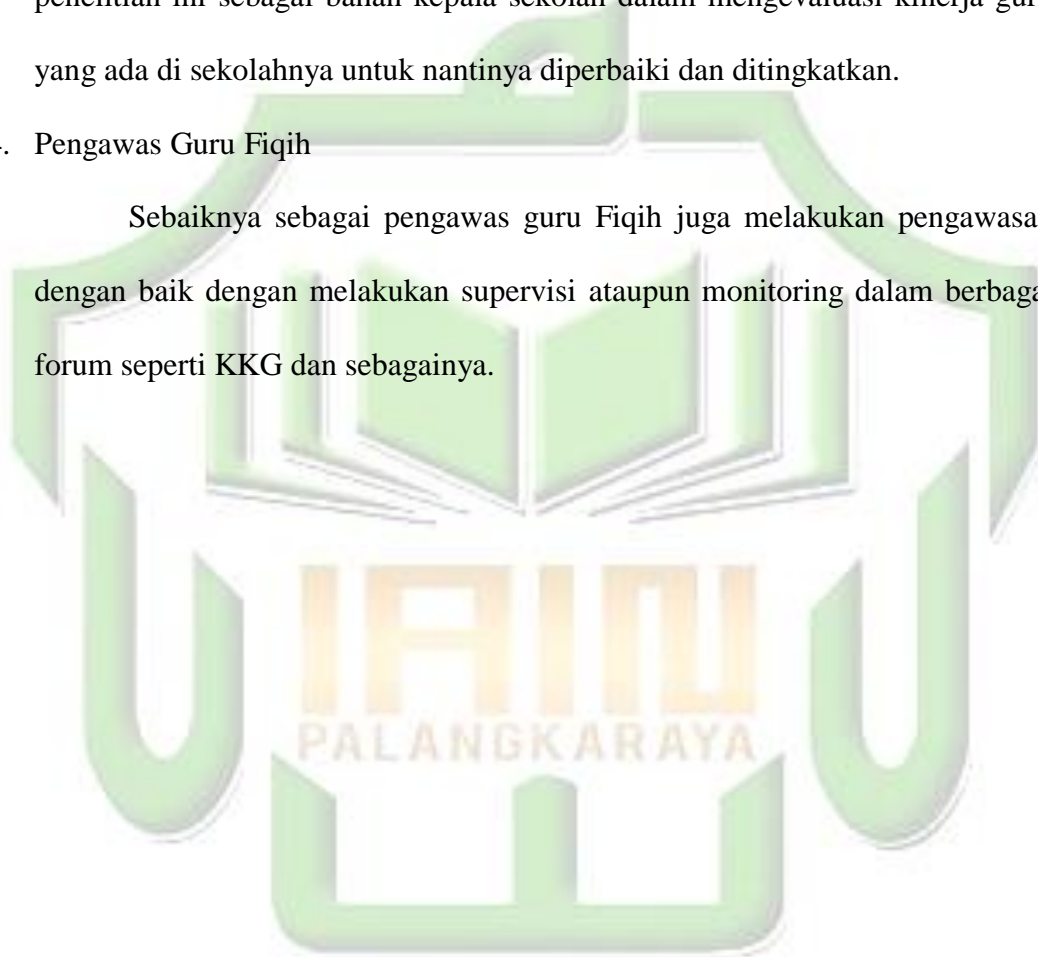 penelitian ini sebagai bahan kepala sekolah dalam mengevaluasi kinerja gur
yang ada di sekolahnya untuk nantinya diperbaiki dan ditingkatkan.
. Pengawas Guru Fiqih
Sebaiknya sebagai pengawas guru Fiqih juga melakukan pengawasa
dengan baik dengan melakukan supervisi ataupun monitoring dalam berbaga
forum seperti KKG dan sebagainya.
IAIN
PALANGKARAYA